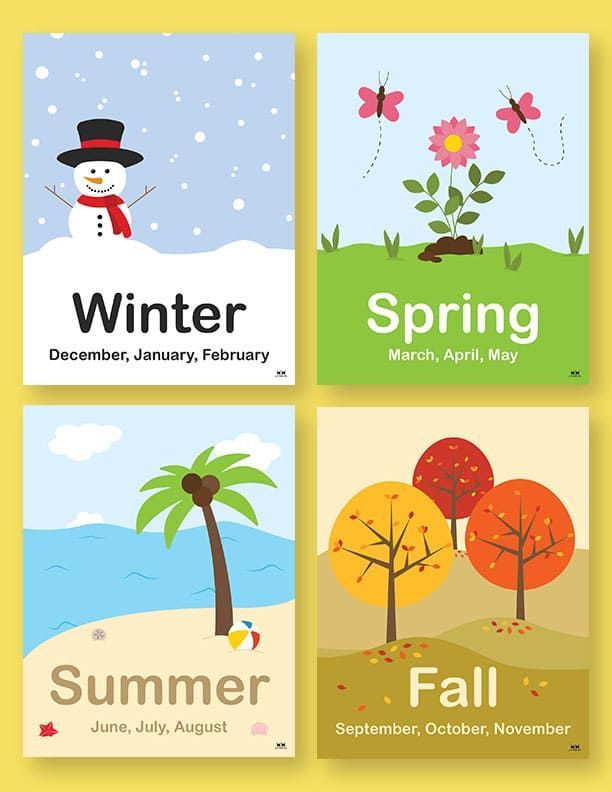 Winter
December, January, February
Spring
March, April, May
Summer
June, July, August
Fall
September, October, November